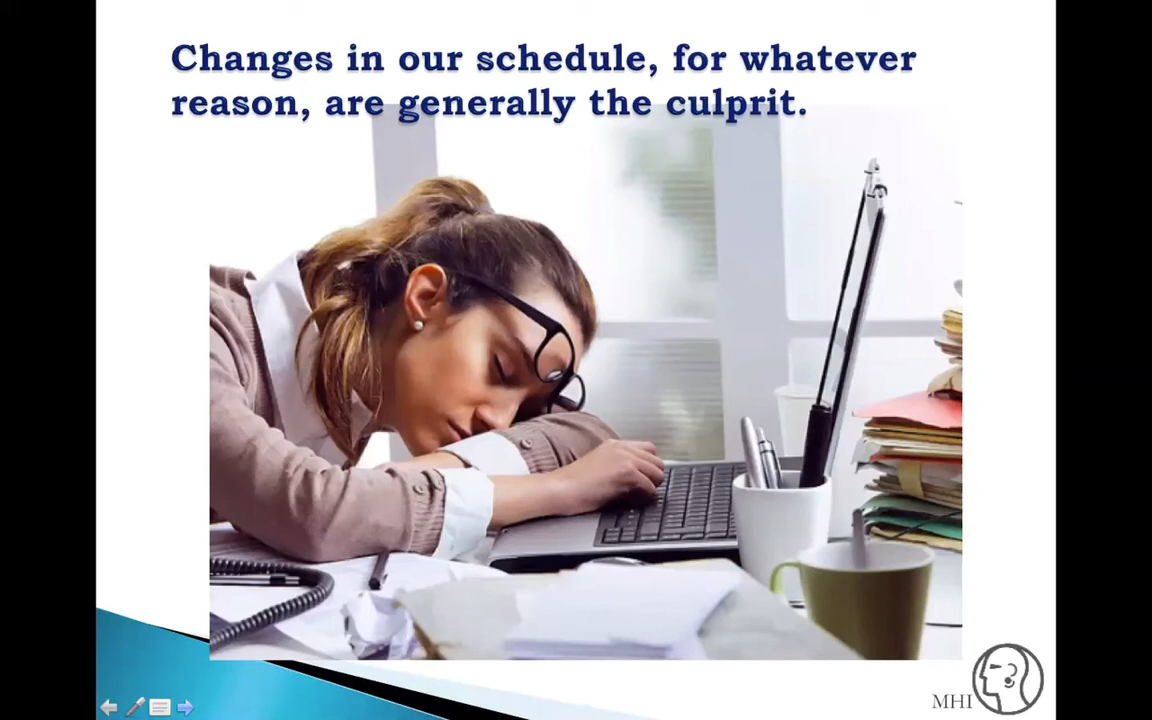 Changes in our schedule, for whatever
reason, are generally the culprit.
MHI